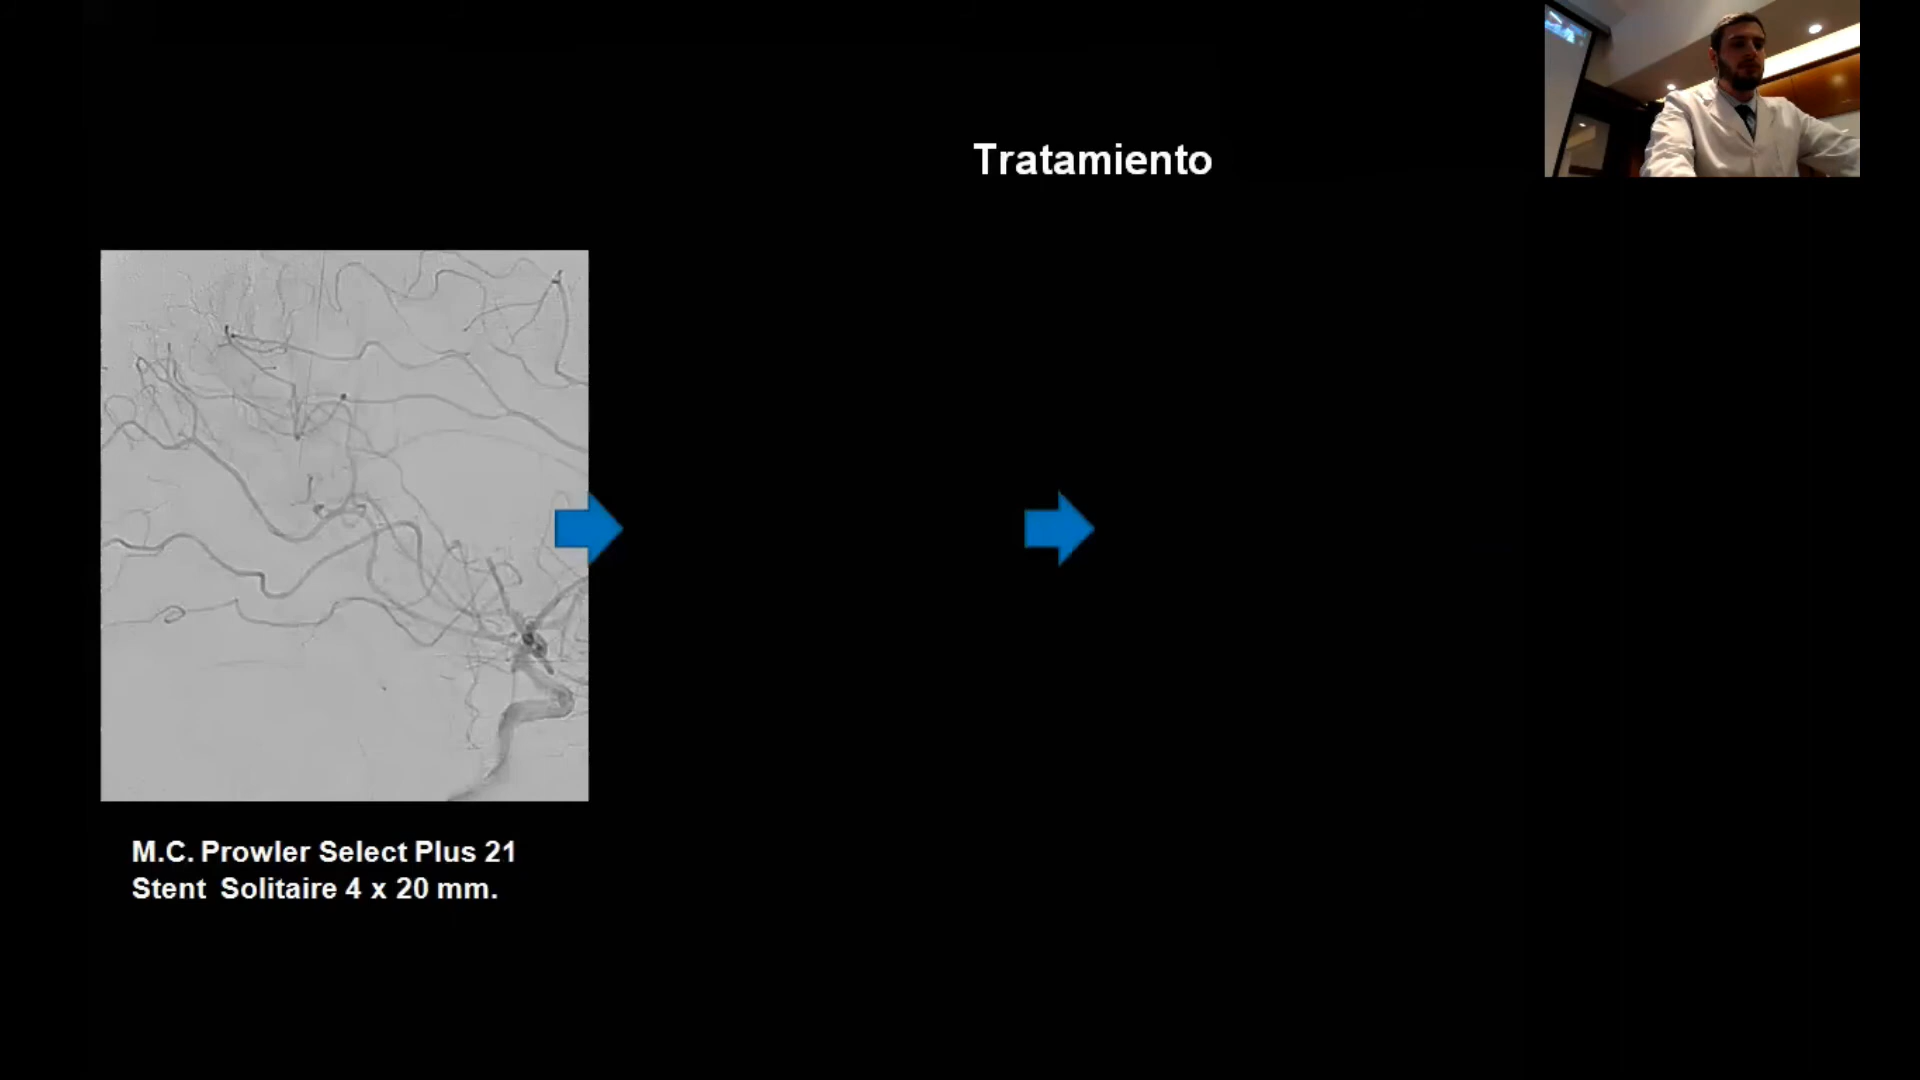 Tratamiento
M.C. Prowler Select Plus 21
Stent Solitaire 4 x 20 mm.